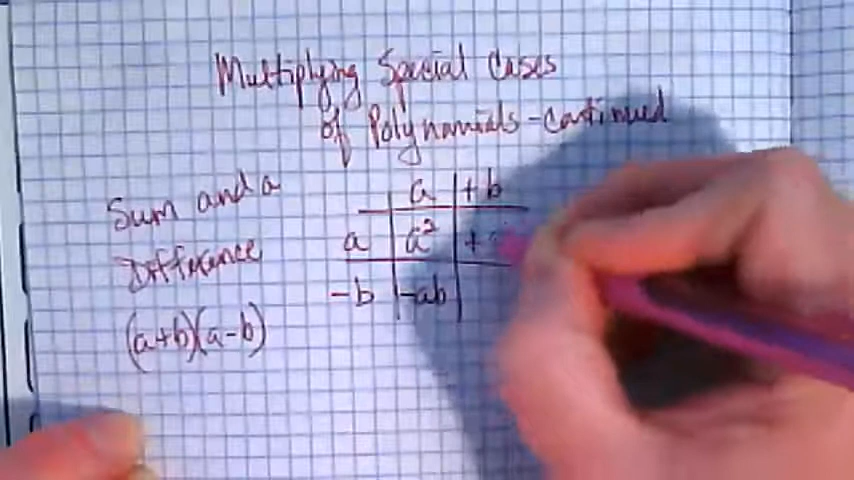 Multiplying Special Cases
of Polynomials - continued
Sum and a
Difference
(a+b)(a-b)
a | +b
a | a² | +
-b | -ab